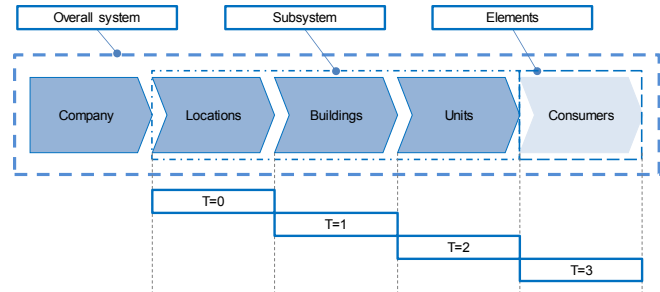 Overall system
Subsystem
Elements
Company
Locations
Buildings
Units
Consumers
T=0
T=1
T=2
T=3